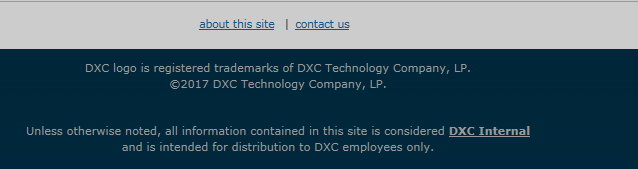 about this site | contact us
DXC logo is registered trademarks of DXC Technology Company, LP.
©2017 DXC Technology Company, LP.
Unless otherwise noted, all information contained in this site is considered DXC Internal
and is intended for distribution to DXC employees only.